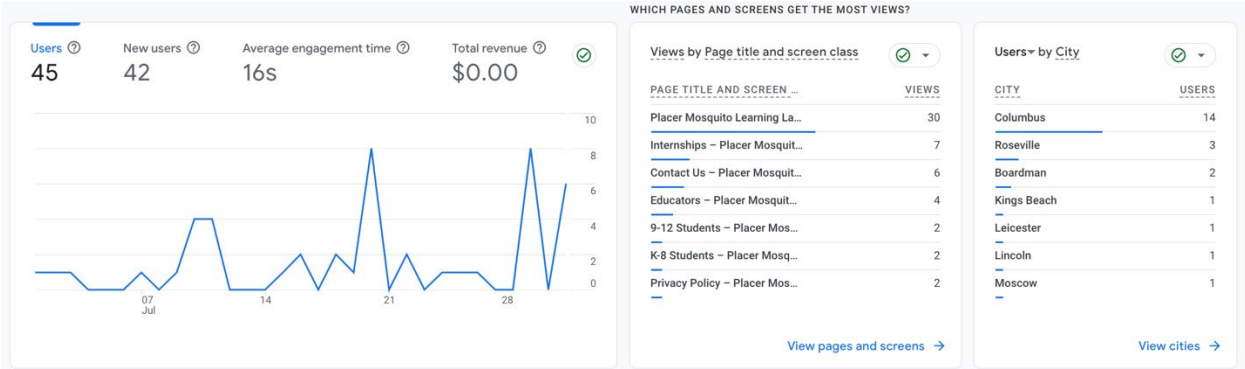 WHICH PAGES AND SCREENS GET THE MOST VIEWS?
Users
45
New users
42
Average engagement time
16s
Total revenue
$0.00
10
8
6
4
2
0
07
Jul
14
21
28
Views by Page title and screen class
PAGE TITLE AND SCREEN ...
VIEWS
Placer Mosquito Learning La...
30
Internships – Placer Mosquit...
7
Contact Us – Placer Mosquit...
6
Educators – Placer Mosquit...
4
9-12 Students – Placer Mos...
2
K-8 Students – Placer Mosq...
2
Privacy Policy – Placer Mos...
2
View pages and screens
Users by City
CITY
USERS
Columbus
14
Roseville
3
Boardman
2
Kings Beach
1
Leicester
1
Lincoln
1
Moscow
1
View cities